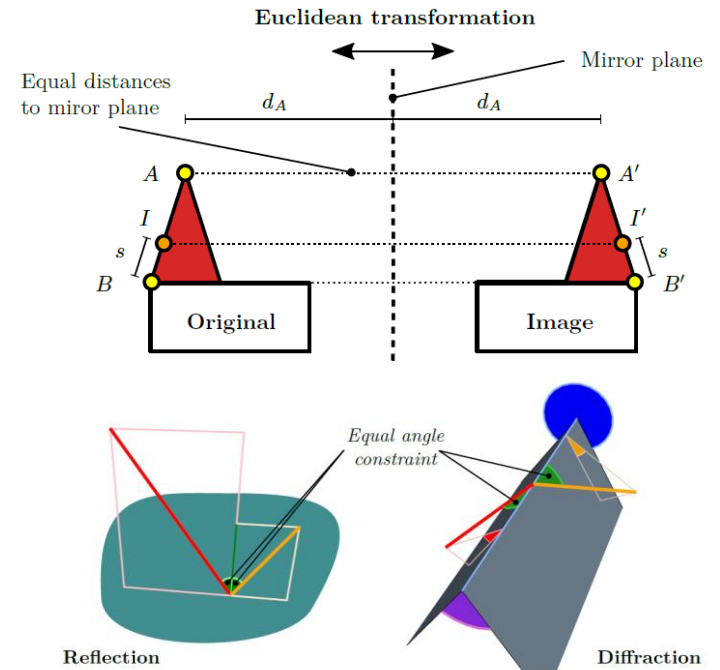 Euclidean transformation
Equal distances
to miror plane
Mirror plane
d_A
d_A
A
A′
I
I′
s
s
B
B′
Original
Image
Equal angle
constraint
Reflection
Diffraction